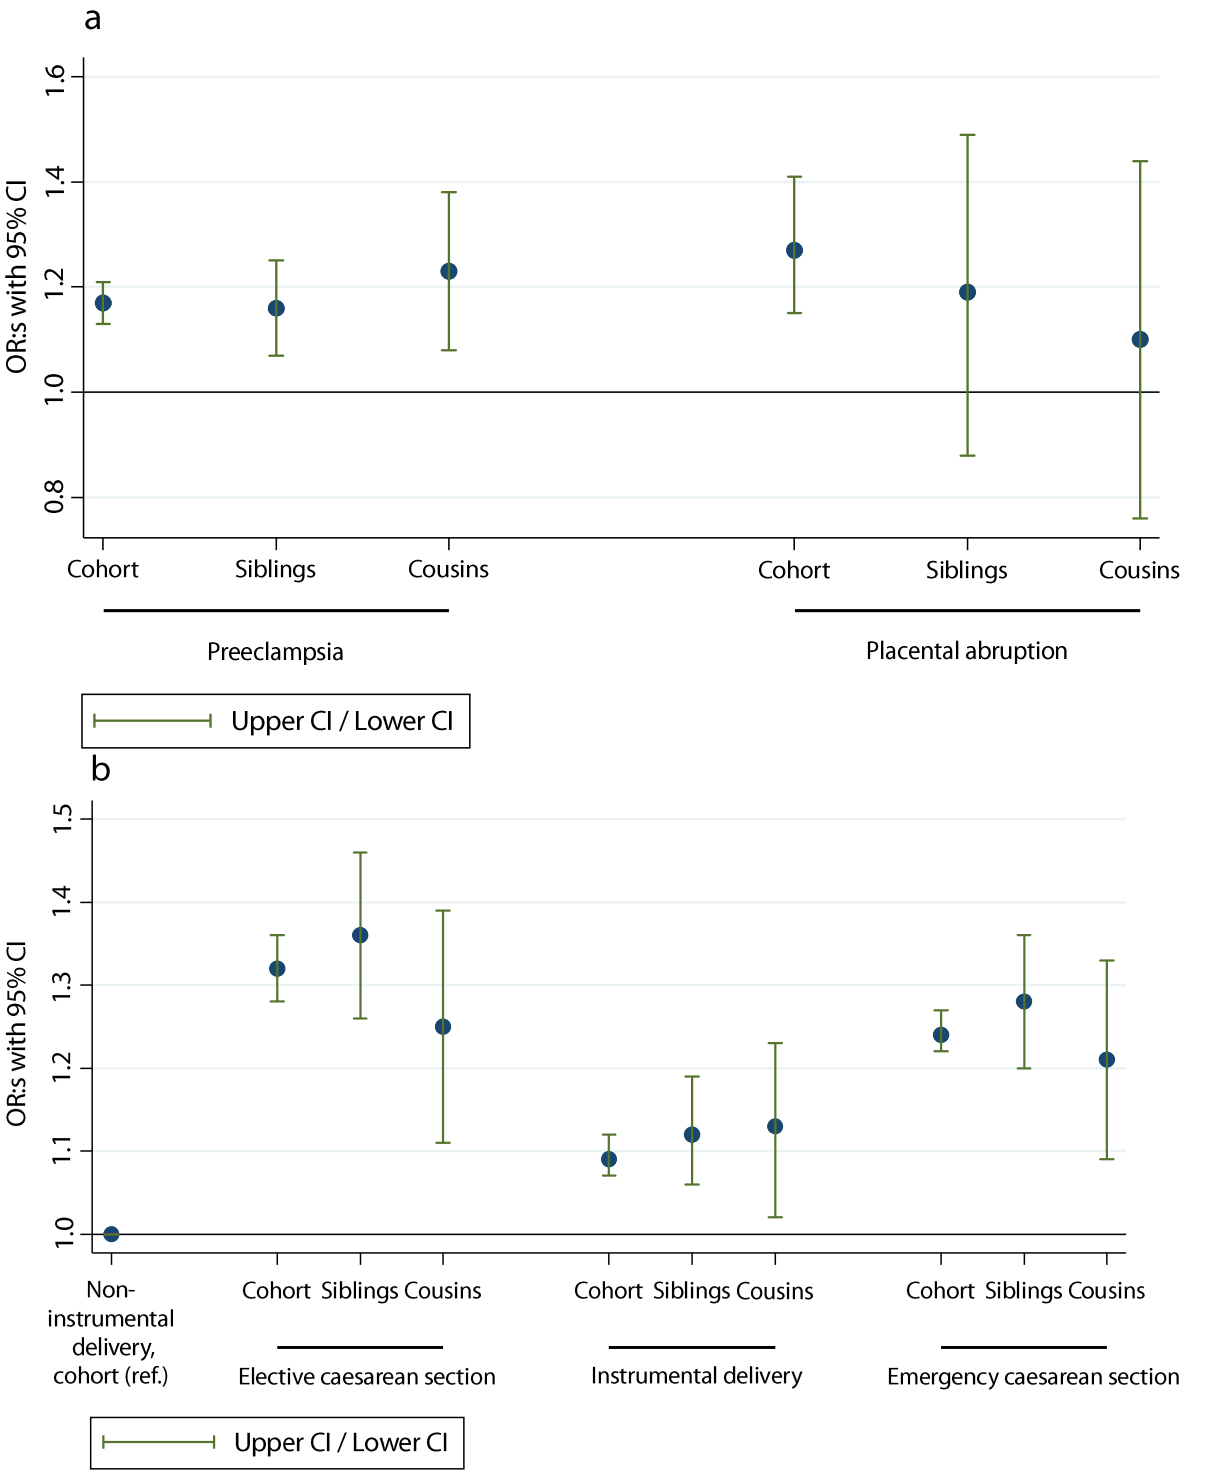 a
OR:s with 95% CI
1.6
1.4
1.2
1.0
0.8
Cohort Siblings Cousins Cohort Siblings Cousins
Preeclampsia Placental abruption
Upper CI / Lower CI
b
OR:s with 95% CI
1.5
1.4
1.3
1.2
1.1
1.0
Non-
instrumental
delivery,
cohort (ref.)
Cohort Siblings Cousins Cohort Siblings Cousins Cohort Siblings Cousins
Elective caesarean section Instrumental delivery Emergency caesarean section
Upper CI / Lower CI